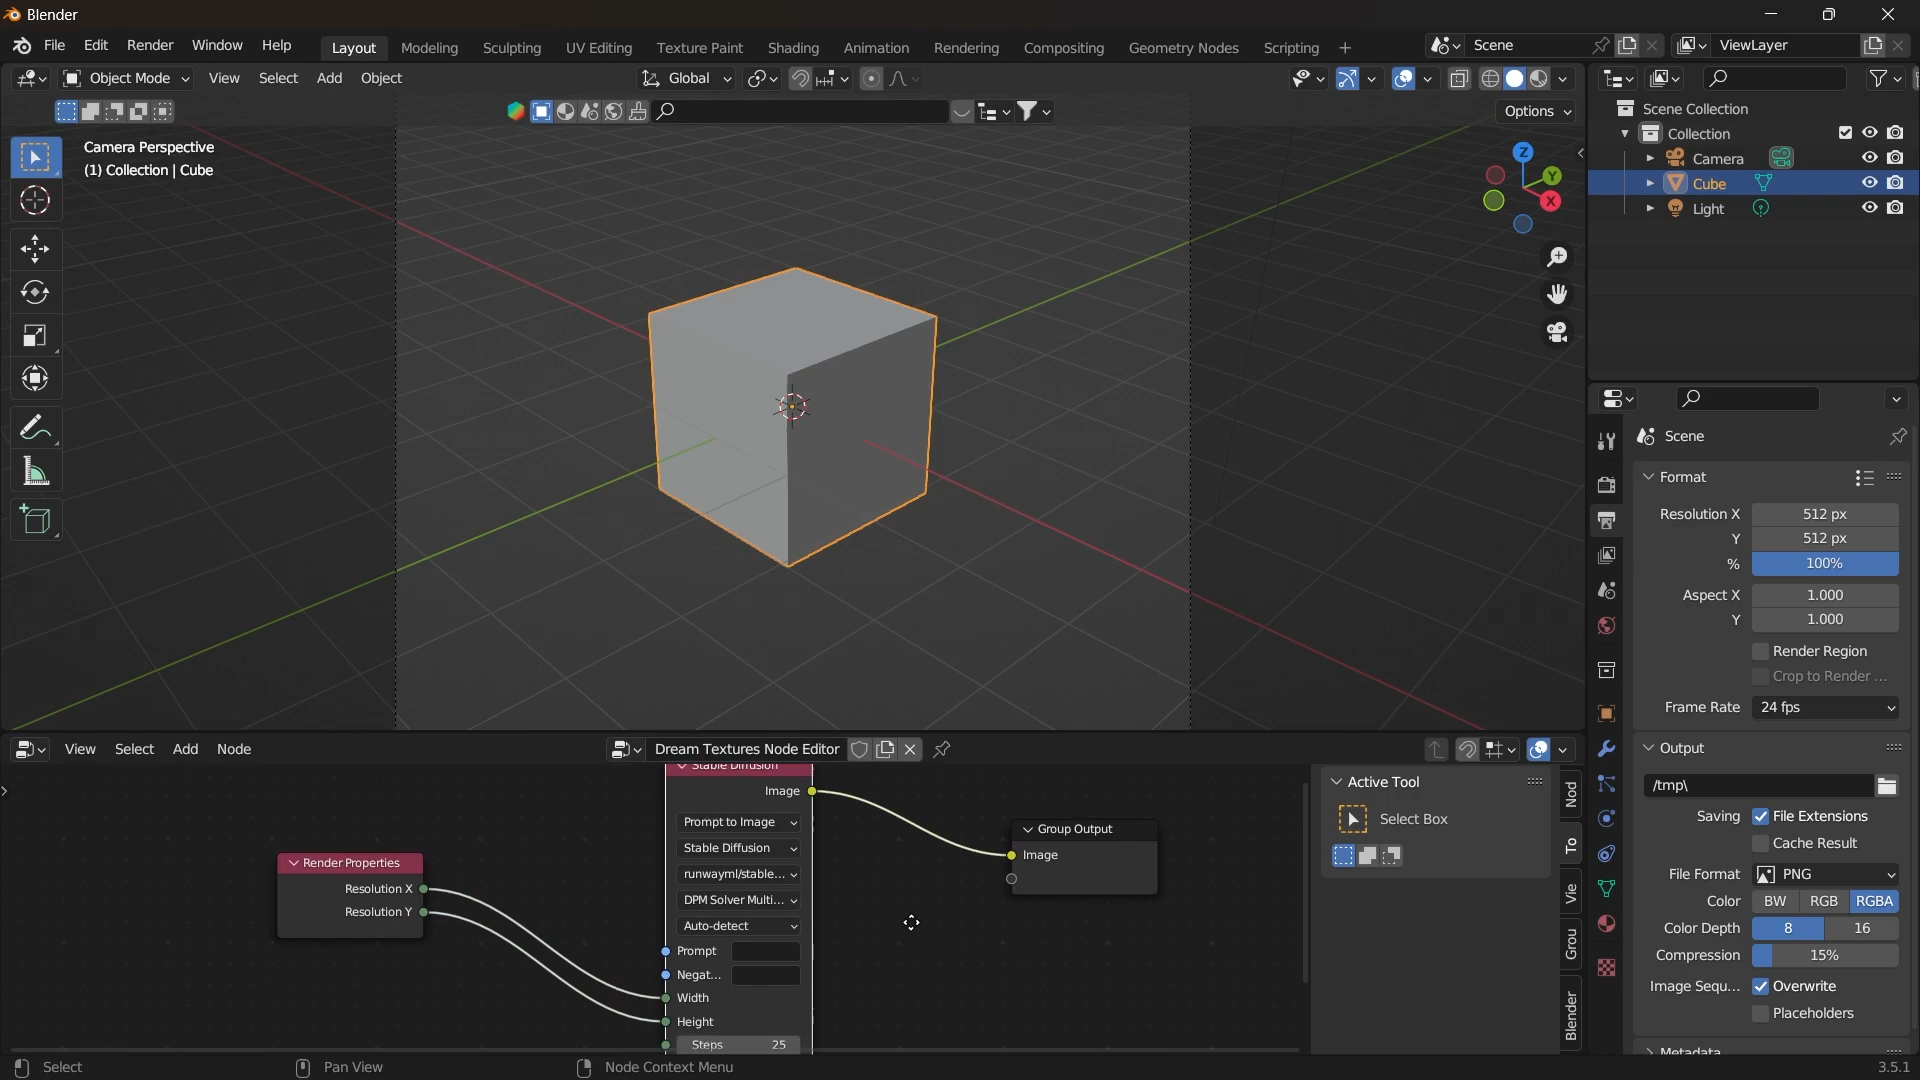 Blender
File Edit Render Window Help
Layout Modeling Sculpting UV Editing Texture Paint Shading Animation Rendering Compositing Geometry Nodes Scripting +
Scene
ViewLayer
Object Mode View Select Add Object
Global
Options
Camera Perspective
(1) Collection | Cube
Z
Y
X
Scene Collection
Collection
Camera
Cube
Light
Scene
Format
Resolution X 512 px
Y 512 px
% 100%
Aspect X 1.000
Y 1.000
Render Region
Crop to Render ...
Frame Rate 24 fps
Output
/tmp\
Saving File Extensions
Cache Result
File Format PNG
Color BW RGB RGBA
Color Depth 8 16
Compression 15%
Image Sequ... Overwrite
Placeholders
Metadata
View Select Add Node
Dream Textures Node Editor
Render Properties
Resolution X
Resolution Y
Stable Diffusion
Image
Prompt to Image
Stable Diffusion
runwayml/stable...
DPM Solver Multi...
Auto-detect
Prompt
Negat...
Width
Height
Steps 25
Group Output
Image
Active Tool
Select Box
Nod
To
Vie
Grou
Blender
Select
Pan View
Node Context Menu
3.5.1